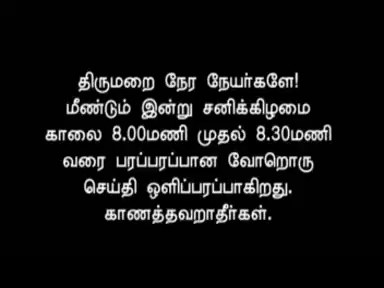 திருமறை நேர நேயர்களே!
மீண்டும் இன்று சனிக்கிழமை
காலை 8.00மணி முதல் 8.30மணி
வரை பரப்பரப்பான வோறொரு
செய்தி ஒளிப்பரப்பாகிறது.
காணத்தவறாதீர்கள்.